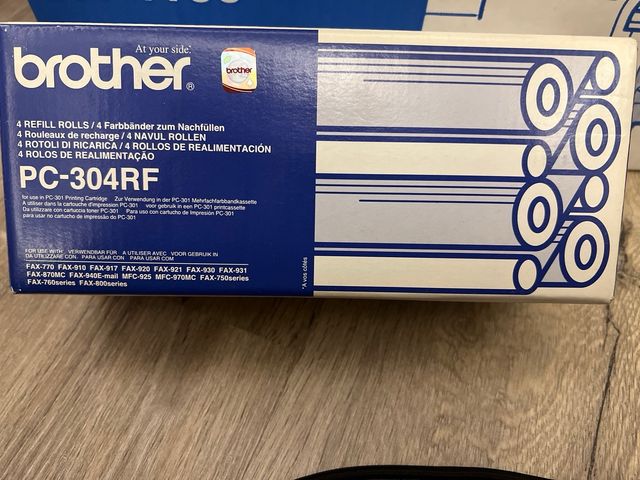 At your side.
brother®
brother
4 REFILL ROLLS / 4 Farbbänder zum Nachfüllen
4 Rouleaux de recharge / 4 NAVUL ROLLEN
4 ROTOLI DI RICARICA / 4 ROLLOS DE REALIMENTACIÓN
4 ROLOS DE REALIMENTAÇÃO
PC-304RF
for use in PC-301 Printing Cartridge Zur Verwendung in der PC-301 Mehrfachfarbbandkassette
A utiliser dans la cartouche d'impression PC-301 voor gebruik in een PC-301 printcassette
Da utilizzare con cartuccia toner PC-301 Para uso con cartucho de Impresión PC-301
para usar no cartucho do impressão PC-301
FOR USE WITH VERWENDBAR FÜR A UTILISER AVEC VOOR GEBRUIK IN
DA UTILIZZARE CON PARA USAR CON PARA USAR COM
FAX-770 FAX-910 FAX-917 FAX-920 FAX-921 FAX-930 FAX-931
FAX-870MC FAX-940E-mail MFC-925 MFC-970MC FAX-750series
FAX-760series FAX-800series
*A vos côtés